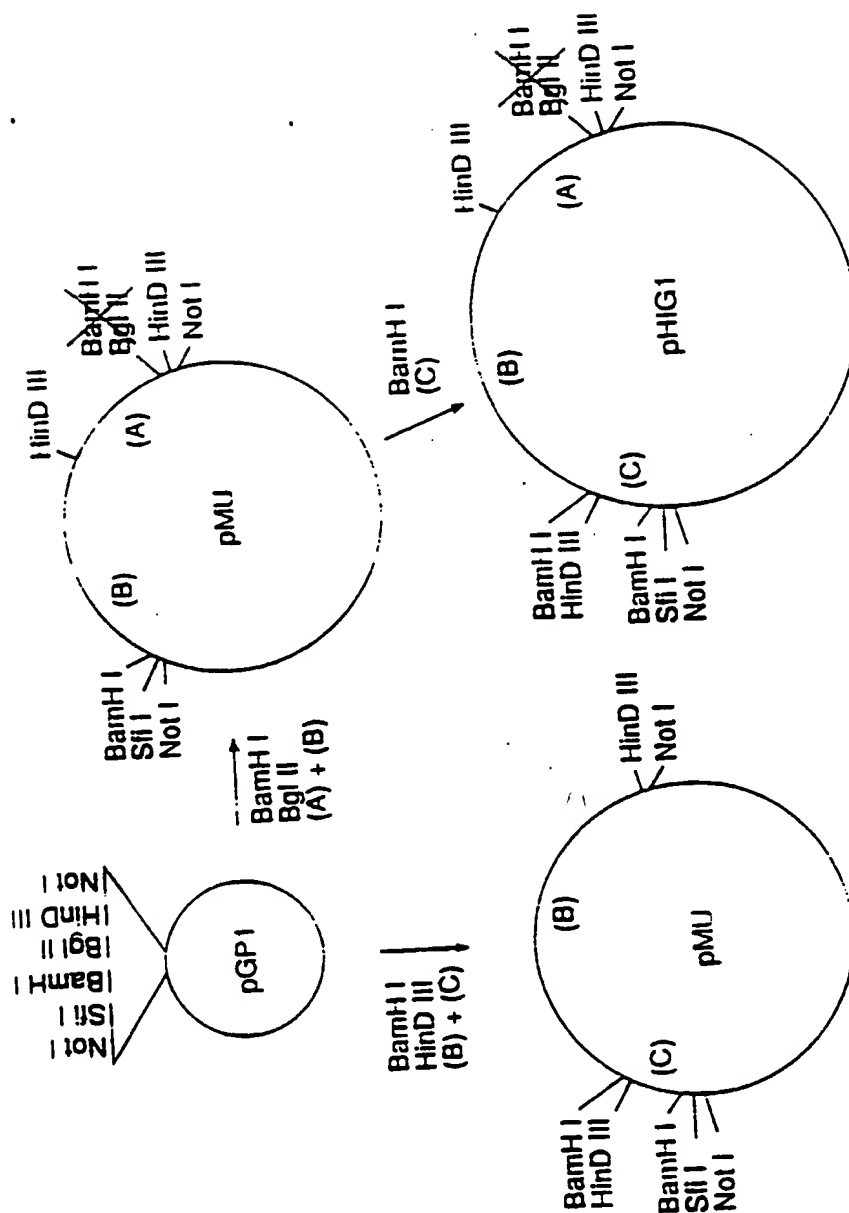 Not I
Sfi I
BamH I
Bgl II
HinD III
Not I
pGP1
BamH I
Bgl II
(A) + (B)
BamH I
Sfi I
Not I
(B)
HinD III
(A)
BamH I
Bgl II
HinD III
Not I
pMU
BamH I
HinD III
(B) + (C)
BamH I
(C)
BamH I
HinD III
(C)
BamH I
Sfi I
Not I
(B)
HinD III
Not I
pMU
BamH I
HinD III
(C)
BamH I
Sfi I
Not I
(B)
HinD III
(A)
BamH I
Bgl II
HinD III
Not I
pHIG1